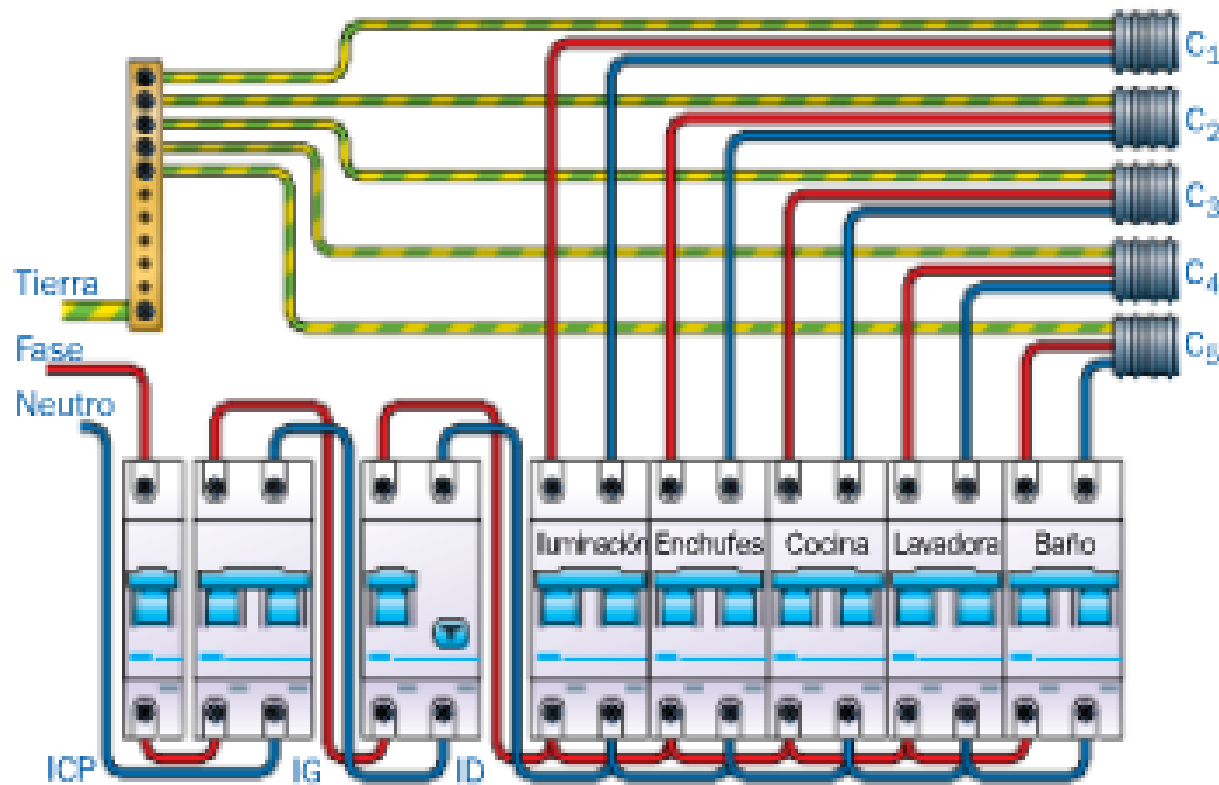 C1
C2
C3
C4
C5
Tierra
Fase
Neutro
Iluminación
Enchufes
Cocina
Lavadora
Baño
T
ICP
IG
ID